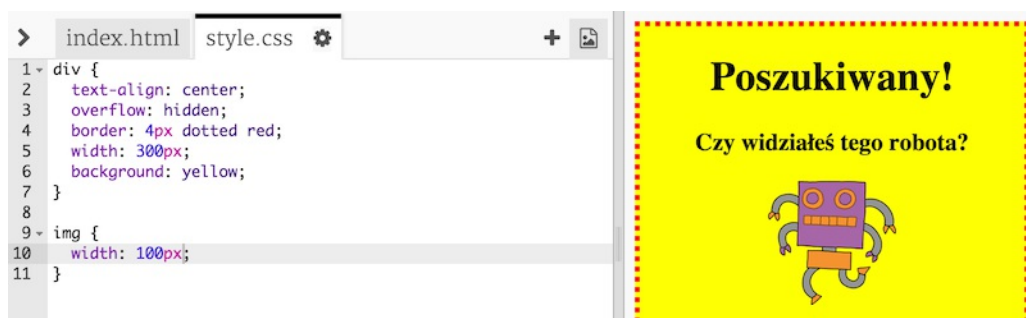 index.html style.css
1 div {
2 text-align: center;
3 overflow: hidden;
4 border: 4px dotted red;
5 width: 300px;
6 background: yellow;
7 }
8
9 img {
10 width: 100px;
11 }
Poszukiwany!
Czy widziałeś tego robota?